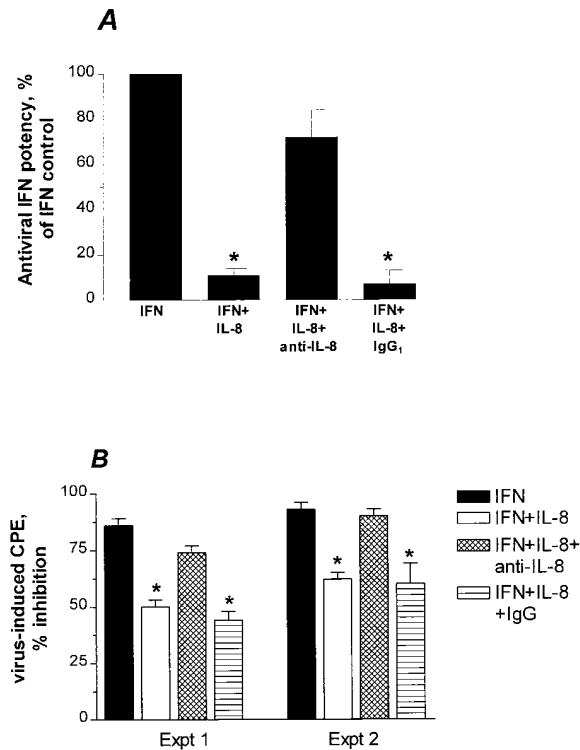 A
Antiviral IFN potency, %
of IFN control
100
80
60
40
20
0
*
*
IFN
IFN+
IL-8
IFN+
IL-8+
anti-IL-8
IFN+
IL-8+
IgG₁
B
virus-induced CPE,
% inhibition
100
75
50
25
0
*
*
*
*
Expt 1
Expt 2
IFN
IFN+IL-8
IFN+IL-8+
anti-IL-8
IFN+IL-8
+IgG